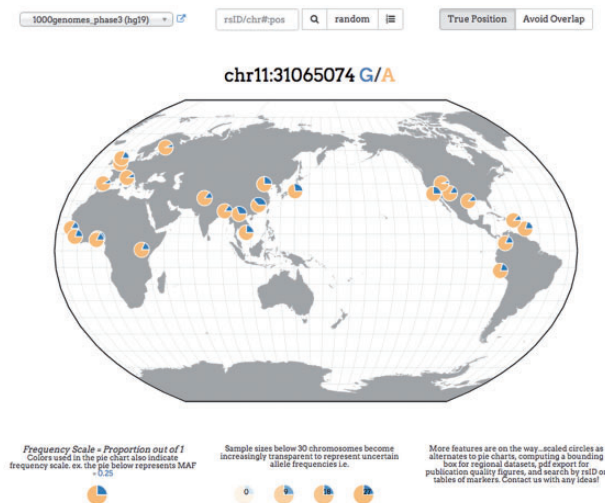 1000genomes_phase3 (hg19)
rsID/chr#:pos
random
True Position
Avoid Overlap
chr11:31065074 G/A
Frequency Scale = Proportion out of 1
Colors used in the pie chart also indicate
frequency scale. ex. the pie below represents MAF
= 0.25
Sample sizes below 30 chromosomes become
increasingly transparent to represent uncertain
allele frequencies i.e.
0
9
18
27
More features are on the way...scaled circles as
alternates to pie charts, computing a bounding
box for regional datasets, pdf export for
publication quality figures, and search by rsID or
tables of markers. Contact us with any ideas!